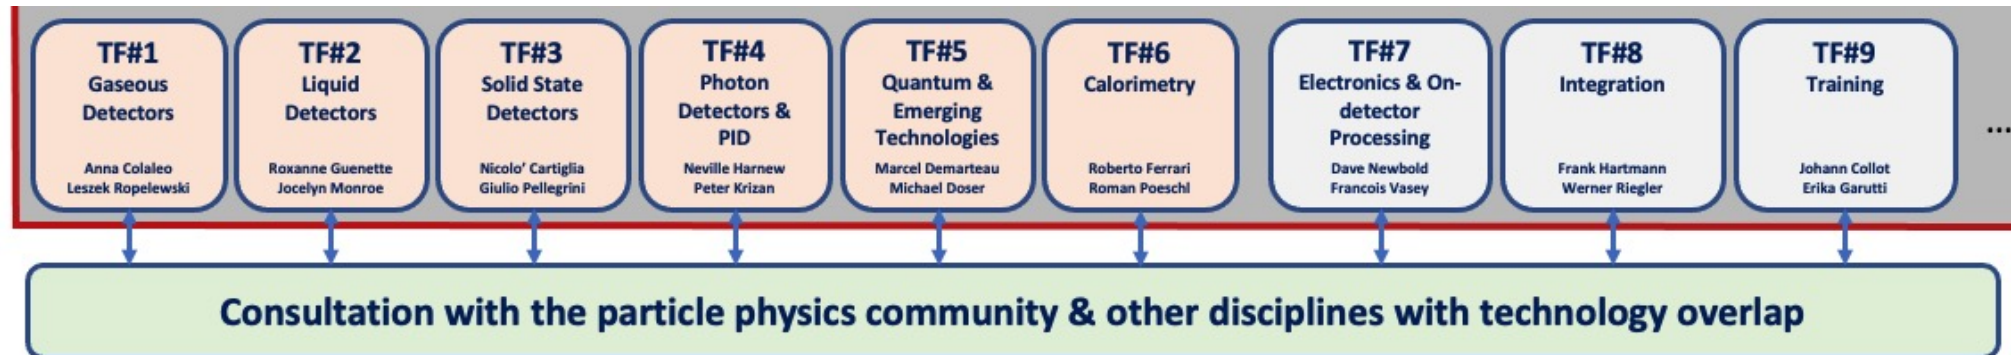 TF#1
Gaseous
Detectors
Anna Colaleo
Leszek Ropelewski
TF#2
Liquid
Detectors
Roxanne Guenette
Jocelyn Monroe
TF#3
Solid State
Detectors
Nicolo’ Cartiglia
Giulio Pellegrini
TF#4
Photon
Detectors &
PID
Neville Harnew
Peter Krizan
TF#5
Quantum &
Emerging
Technologies
Marcel Demarteau
Michael Doser
TF#6
Calorimetry
Roberto Ferrari
Roman Poeschl
TF#7
Electronics & On-
detector
Processing
Dave Newbold
Francois Vasey
TF#8
Integration
Frank Hartmann
Werner Riegler
TF#9
Training
Johann Collot
Erika Garutti
...
Consultation with the particle physics community & other disciplines with technology overlap